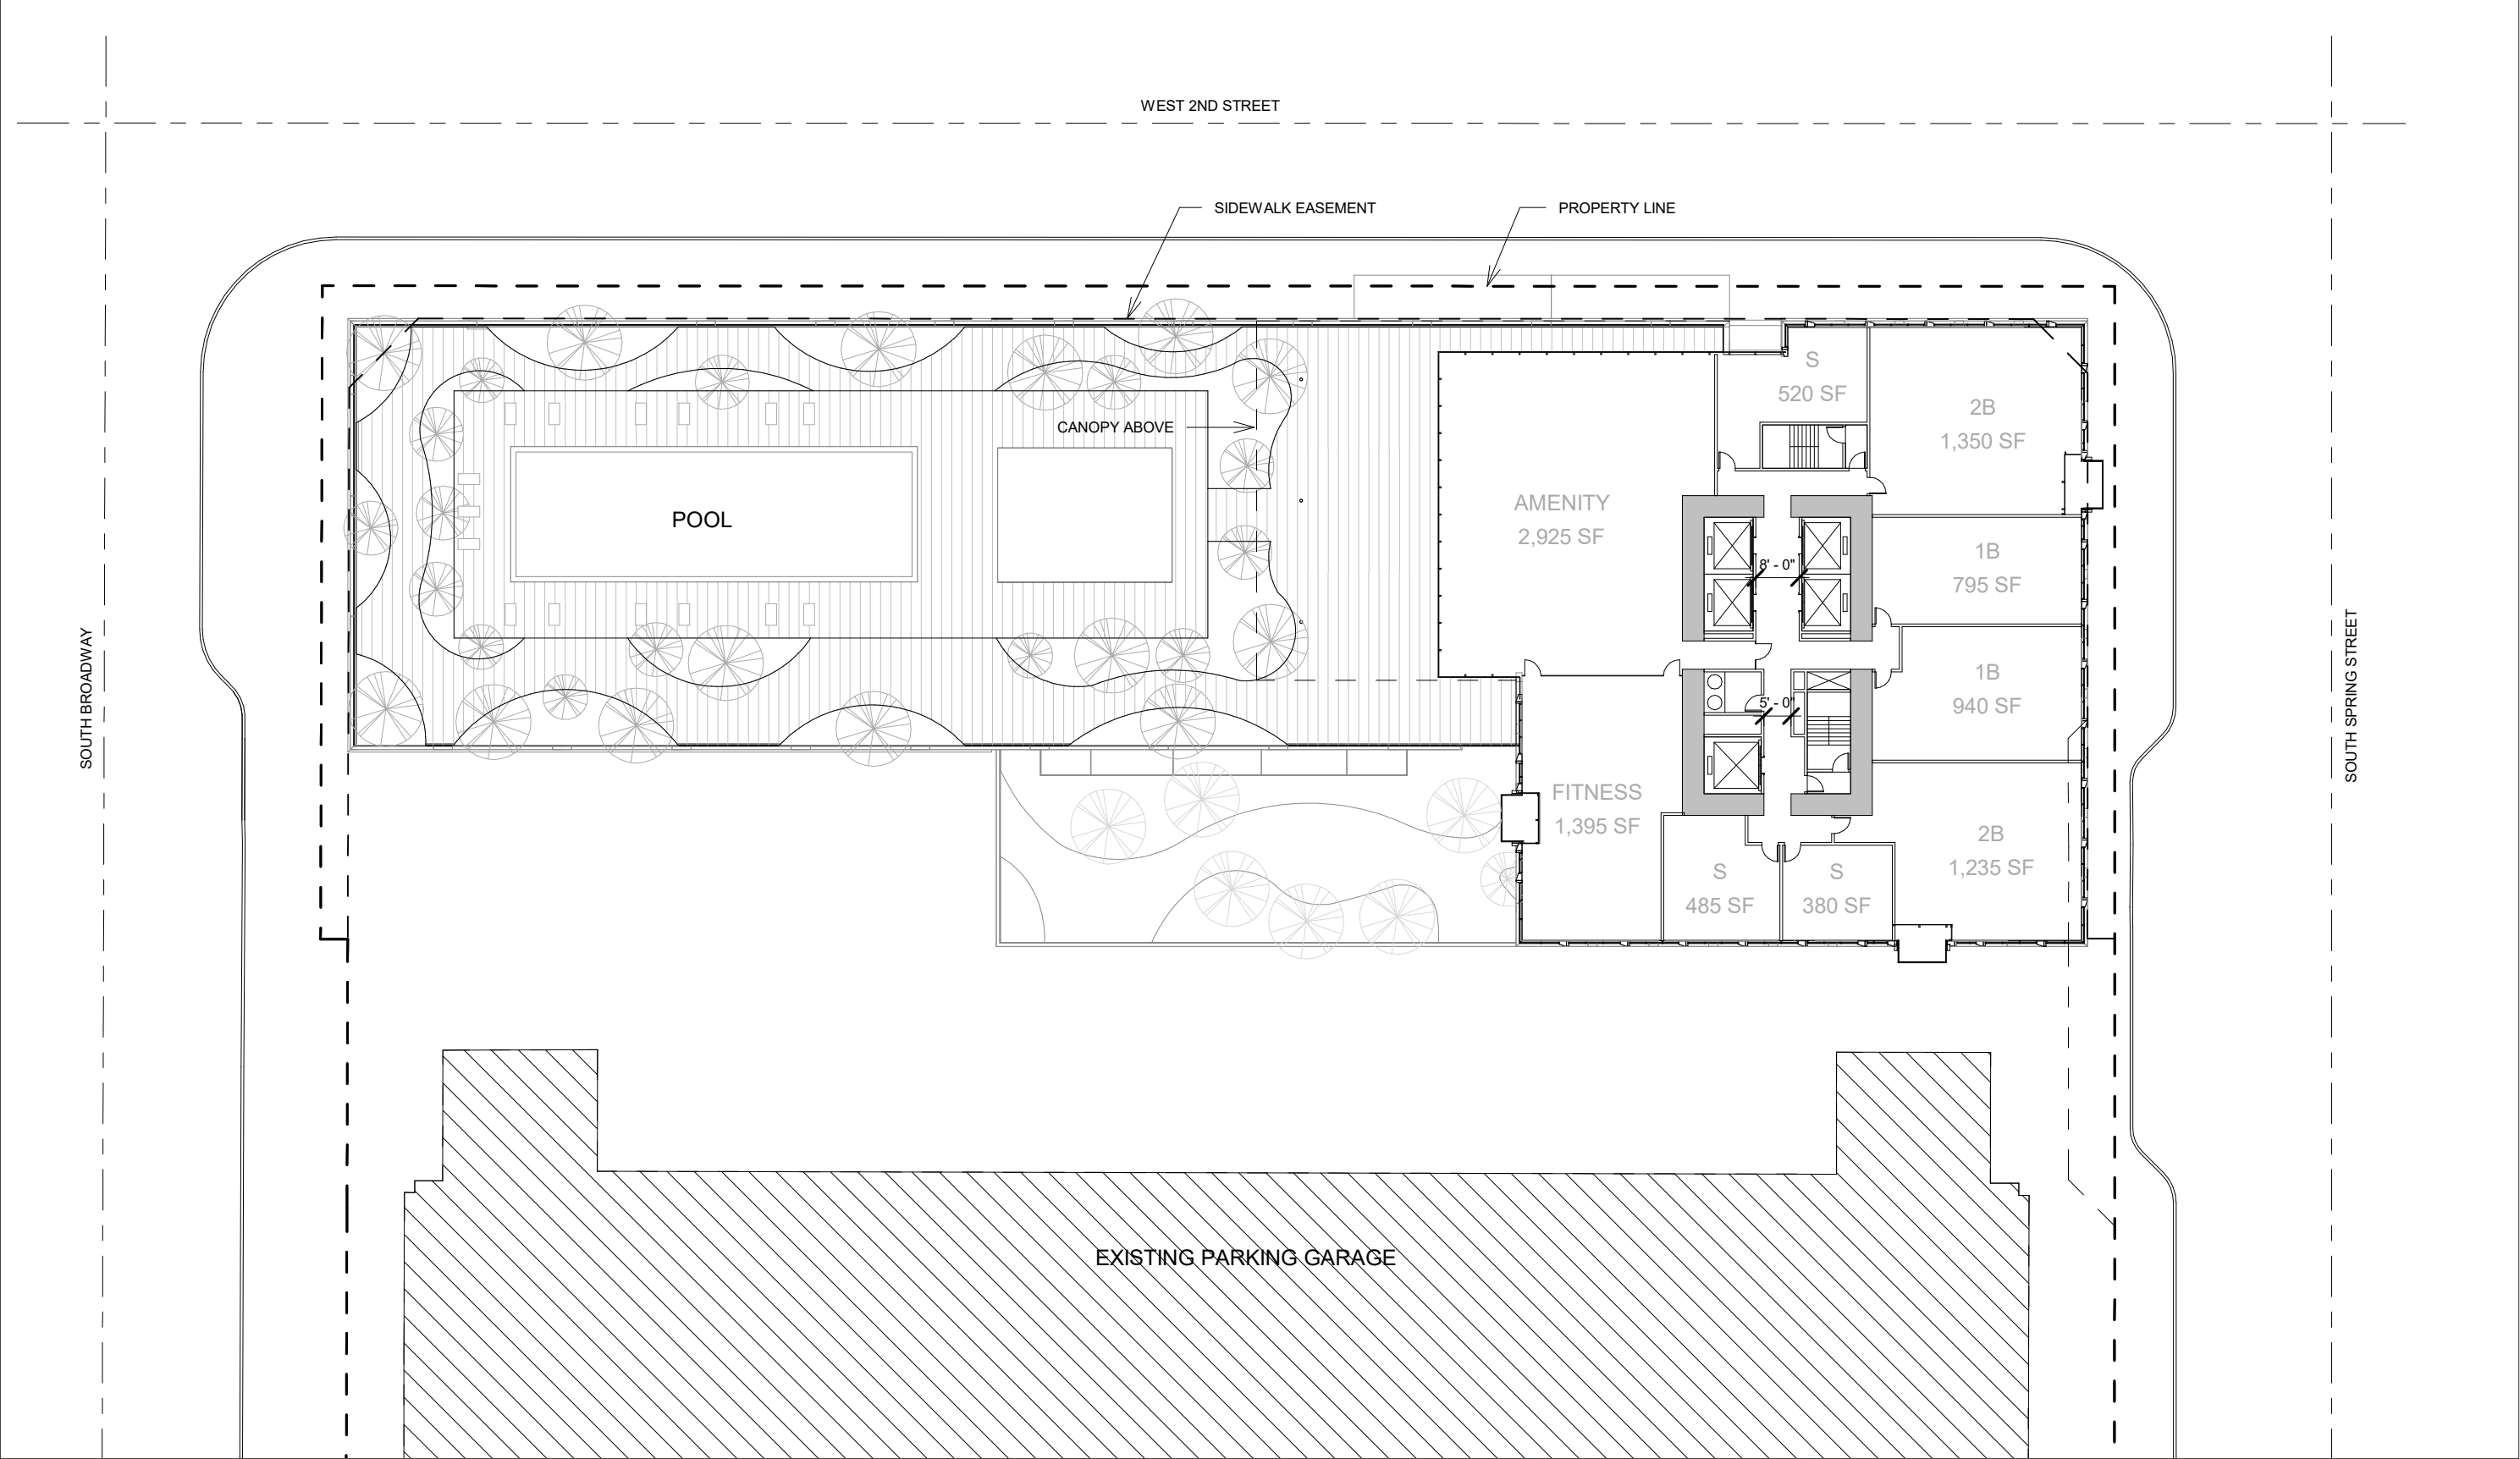 WEST 2ND STREET
SIDEWALK EASEMENT
PROPERTY LINE
S
520 SF
2B
1,350 SF
CANOPY ABOVE
POOL
AMENITY
2,925 SF
8' - 0"
1B
795 SF
1B
940 SF
5' - 0"
SOUTH BROADWAY
SOUTH SPRING STREET
FITNESS
1,395 SF
2B
1,235 SF
S
485 SF
S
380 SF
EXISTING PARKING GARAGE